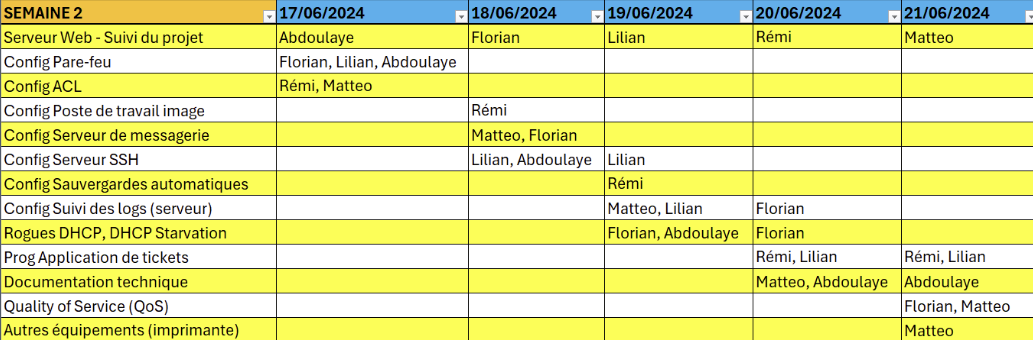 SEMAINE 2 17/06/2024 18/06/2024 19/06/2024 20/06/2024 21/06/2024
Serveur Web - Suivi du projet Abdoulaye Florian Lilian Rémi Matteo
Config Pare-feu Florian, Lilian, Abdoulaye
Config ACL Rémi, Matteo
Config Poste de travail image Rémi
Config Serveur de messagerie Matteo, Florian
Config Serveur SSH Lilian, Abdoulaye Lilian
Config Sauvergardes automatiques Rémi
Config Suivi des logs (serveur) Matteo, Lilian Florian
Rogues DHCP, DHCP Starvation Florian, Abdoulaye Florian
Prog Application de tickets Rémi, Lilian Rémi, Lilian
Documentation technique Matteo, Abdoulaye Abdoulaye
Quality of Service (QoS) Florian, Matteo
Autres équipements (imprimante) Matteo